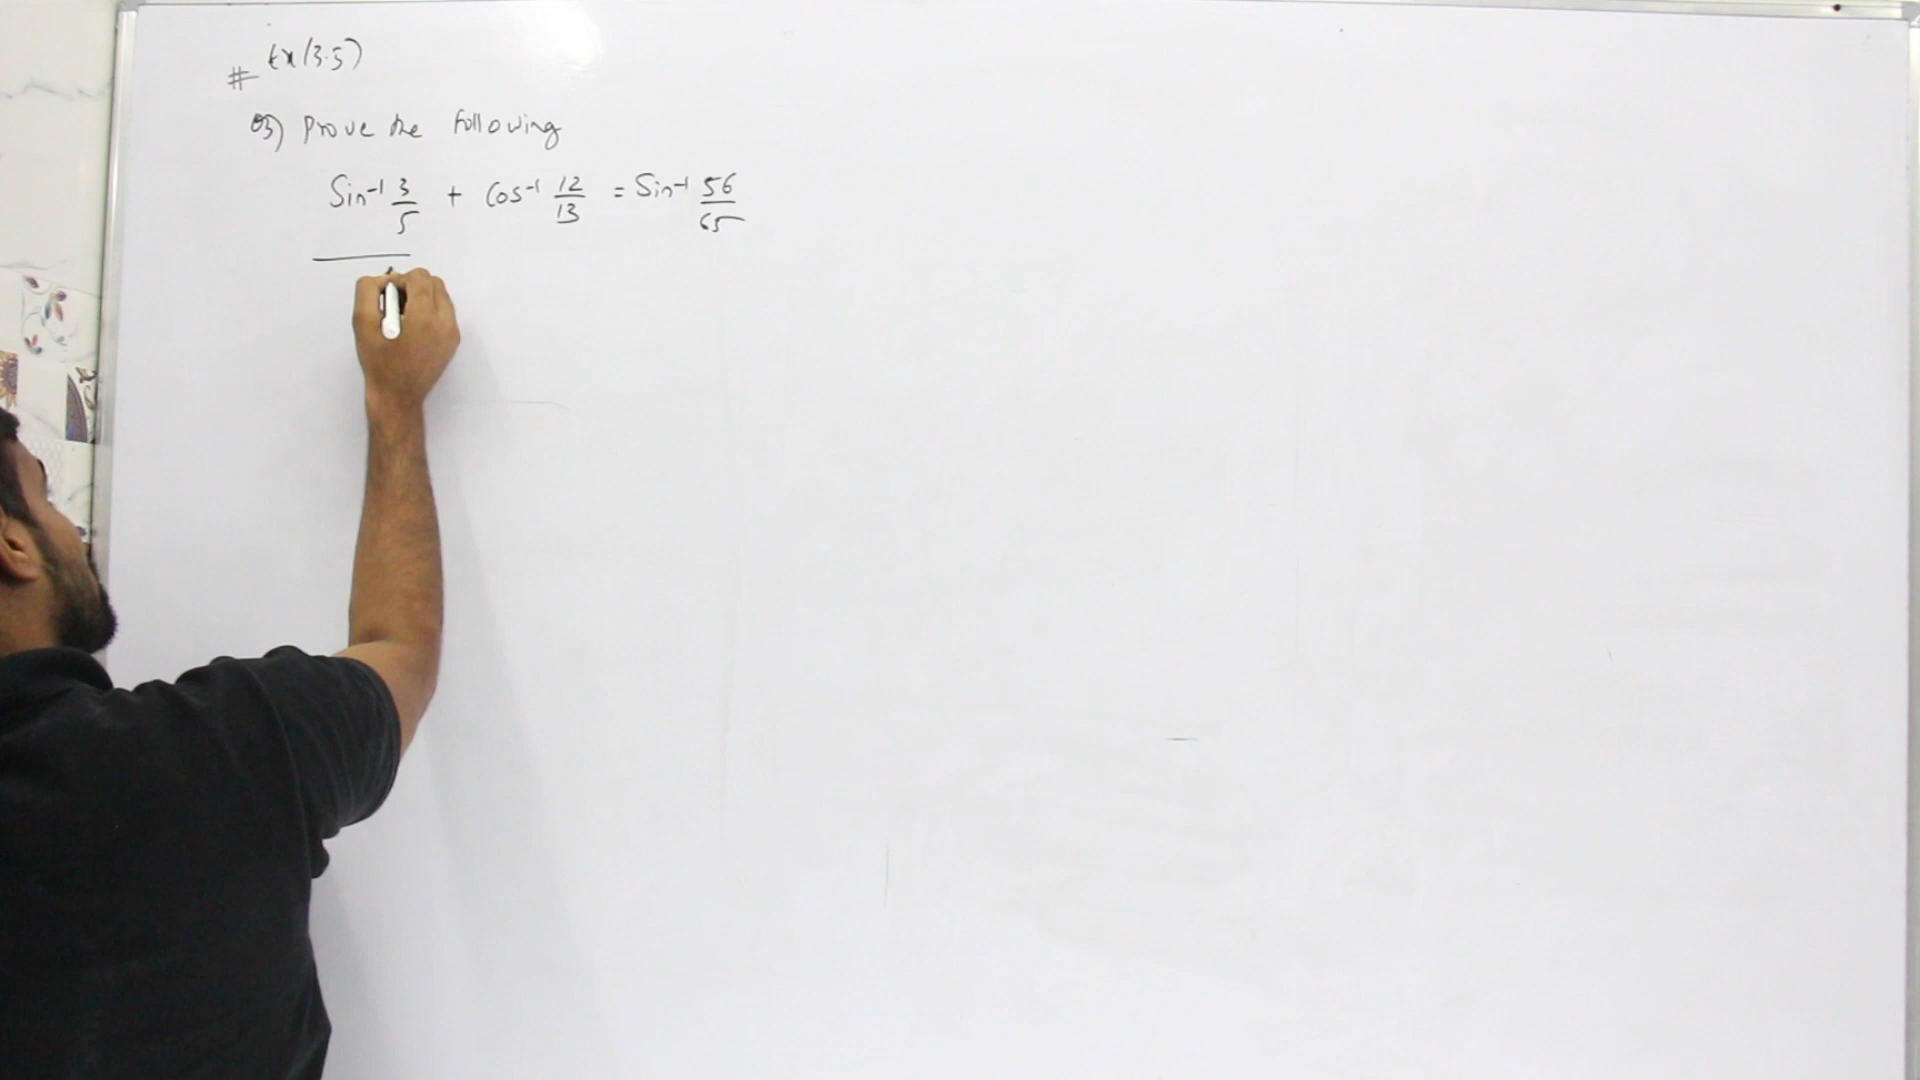 # Ex (3.5)
Q3) Prove the following
Sin⁻¹ 3/5 + Cos⁻¹ 12/13 = Sin⁻¹ 56/65